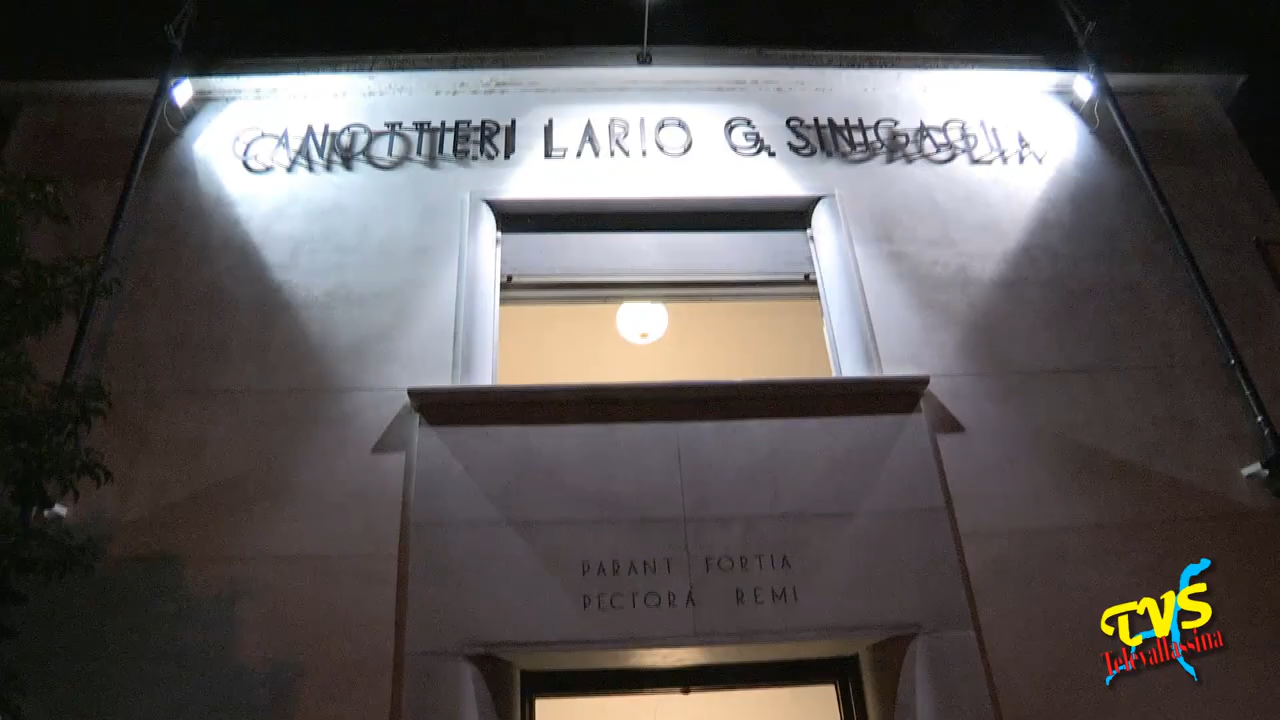 CANOTTIERI LARIO G. SINIGAGLIA
PARANT FORTIA
PECTORA REMI
TVS
Televallassina